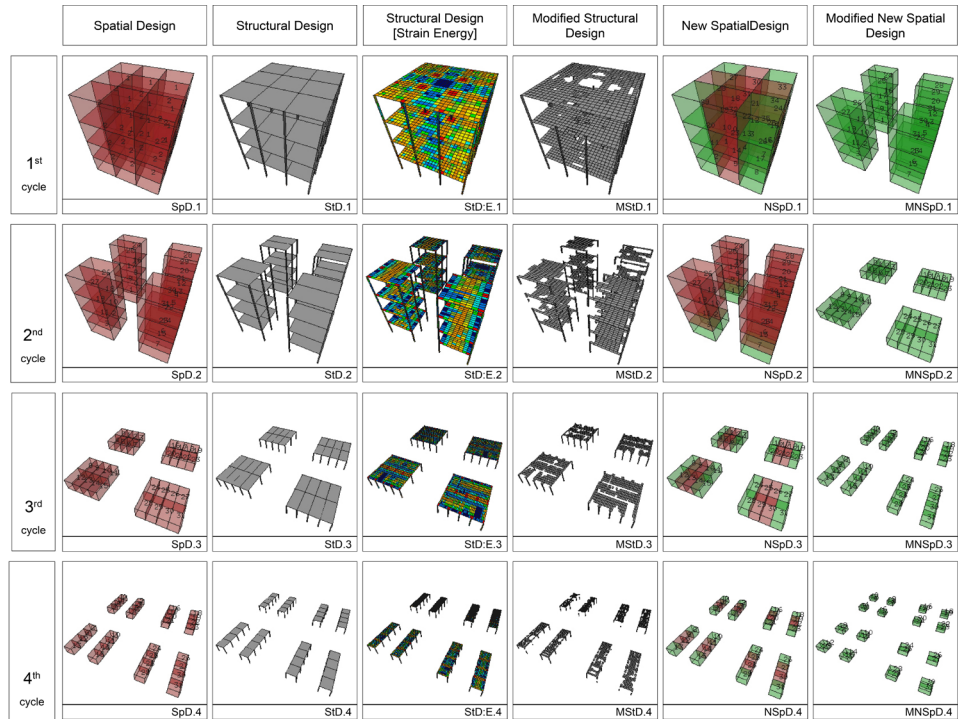 Spatial Design
Structural Design
Structural Design
[Strain Energy]
Modified Structural
Design
New SpatialDesign
Modified New Spatial
Design
1st
cycle
SpD.1
StD.1
StD:E.1
MStD.1
NSpD.1
MNSpD.1
2nd
cycle
SpD.2
StD.2
StD:E.2
MStD.2
NSpD.2
MNSpD.2
3rd
cycle
SpD.3
StD.3
StD:E.3
MStD.3
NSpD.3
MNSpD.3
4th
cycle
SpD.4
StD.4
StD:E.4
MStD.4
NSpD.4
MNSpD.4